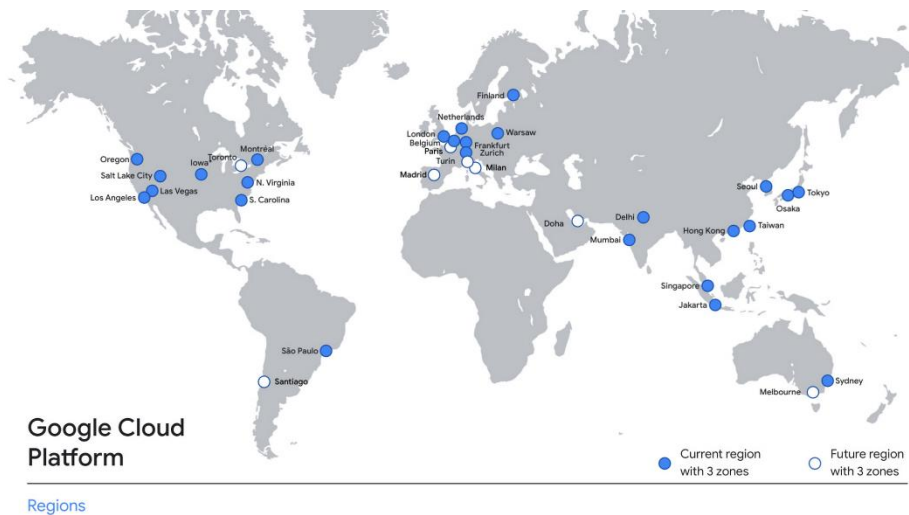 Finland
Netherlands
London
Warsaw
Belgium
Frankfurt
Paris
Zurich
Turin
Milan
Madrid
Oregon
Iowa
Toronto
Montréal
Salt Lake City
Los Angeles
Las Vegas
N. Virginia
S. Carolina
Seoul
Tokyo
Osaka
Doha
Delhi
Mumbai
Hong Kong
Taiwan
Singapore
Jakarta
São Paulo
Santiago
Sydney
Melbourne
Google Cloud
Platform
Current region
with 3 zones
Future region
with 3 zones
Regions